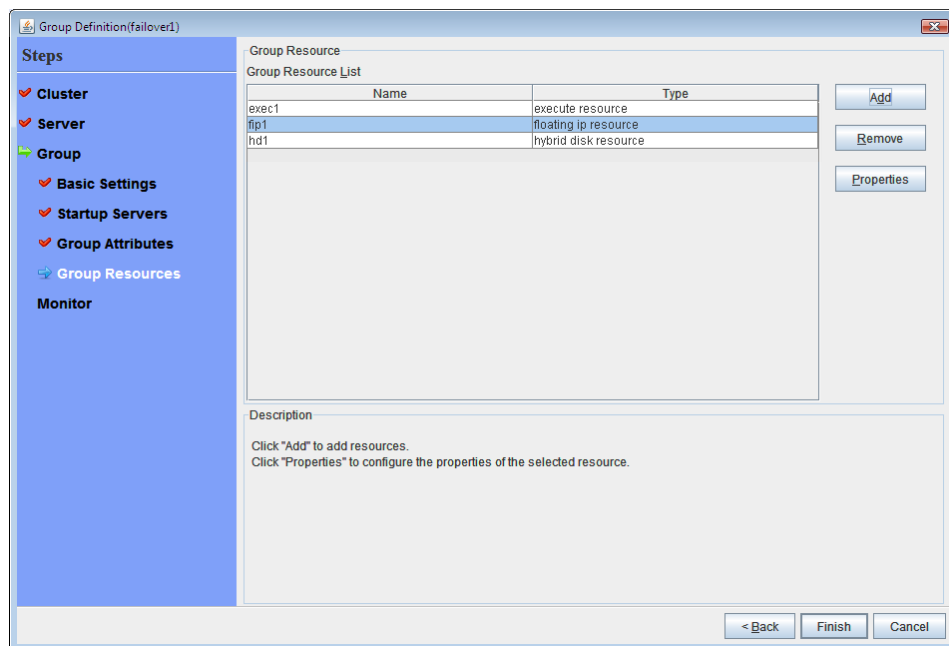 Group Definition(failover1)
Steps
Cluster
Server
Group
Basic Settings
Startup Servers
Group Attributes
Group Resources
Monitor
Group Resource
Group Resource List
Name Type
exec1 execute resource
fip1 floating ip resource
hd1 hybrid disk resource
Add
Remove
Properties
Description
Click "Add" to add resources.
Click "Properties" to configure the properties of the selected resource.
< Back Finish Cancel